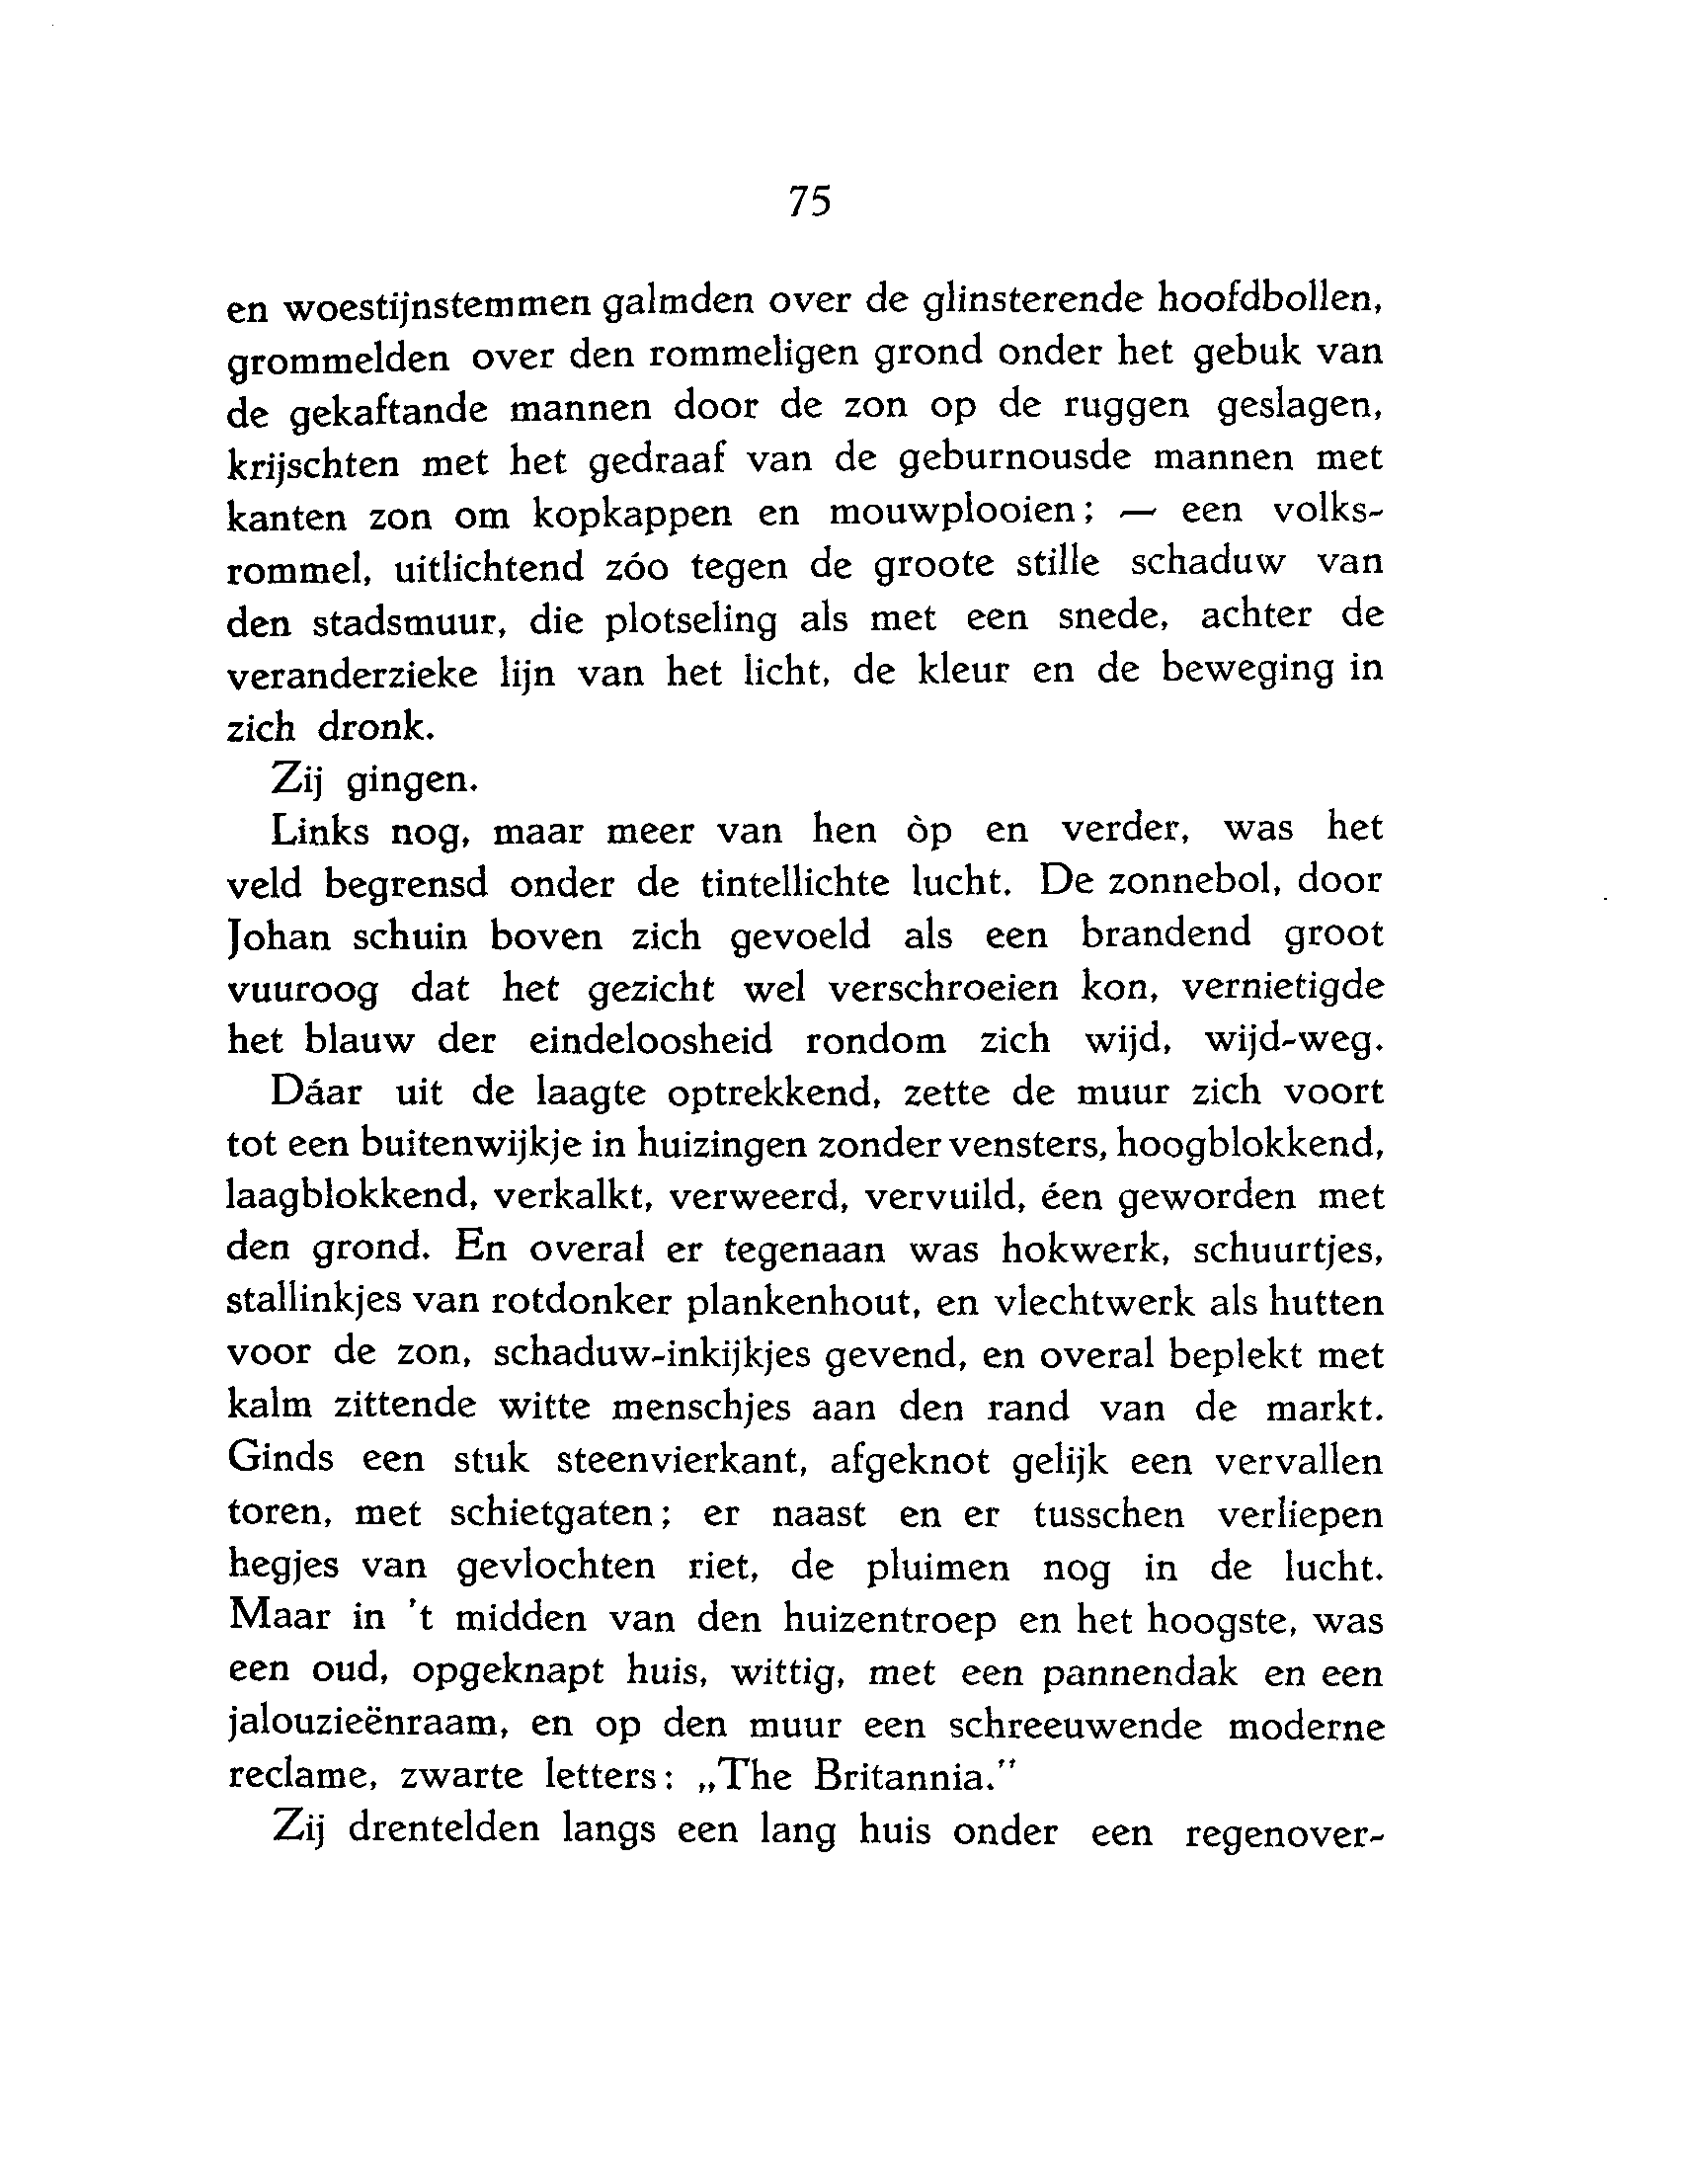 75
en woestijnstemmen galmden over de glinsterende hoofdbollen,
grommelden over den rommeligen grond onder het gebuk van
de gekaftande mannen door de zon op de ruggen geslagen,
krijschten met het gedraaf van de geburnousde mannen met
kanten zon om kopkappen en mouwplooien; — een volks-
rommel, uitlichtend zóo tegen de groote stille schaduw van
den stadsmuur, die plotseling als met een snede, achter de
veranderzieke lijn van het licht, de kleur en de beweging in
zich dronk.
Zij gingen.
Links nog, maar meer van hen òp en verder, was het
veld begrensd onder de tintellichte lucht. De zonnebol, door
Johan schuin boven zich gevoeld als een brandend groot
vuuroog dat het gezicht wel verschroeien kon, vernietigde
het blauw der eindeloosheid rondom zich wijd, wijd-weg.
Dáar uit de laagte optrekkend, zette de muur zich voort
tot een buitenwijkje in huizingen zonder vensters, hoogblokkend,
laagblokkend, verkalkt, verweerd, vervuild, éen geworden met
den grond. En overal er tegenaan was hokwerk, schuurtjes,
stallinkjes van rotdonker plankenhout, en vlechtwerk als hutten
voor de zon, schaduw-inkijkjes gevend, en overal beplekt met
kalm zittende witte menschjes aan den rand van de markt.
Ginds een stuk steenvierkant, afgeknot gelijk een vervallen
toren, met schietgaten; er naast en er tusschen verliepen
hegjes van gevlochten riet, de pluimen nog in de lucht.
Maar in 't midden van den huizentroep en het hoogste, was
een oud, opgeknapt huis, wittig, met een pannendak en een
jalouzieënraam, en op den muur een schreeuwende moderne
reclame, zwarte letters: „The Britannia."
Zij drentelden langs een lang huis onder een regenover-